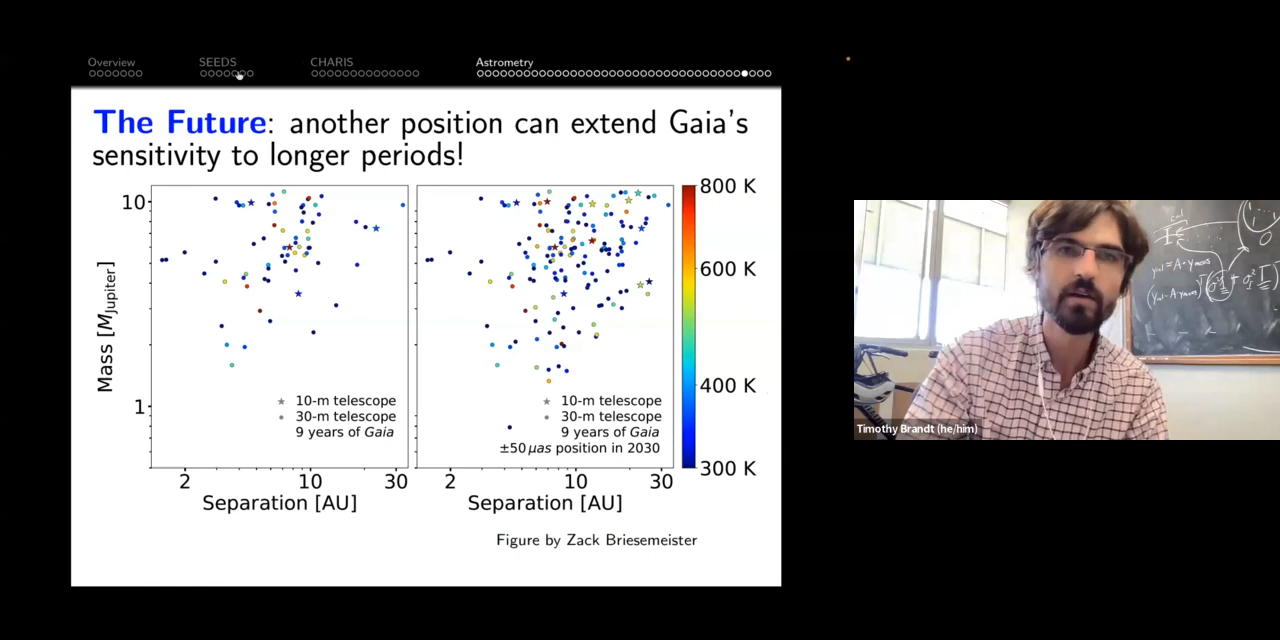 Overview SEEDS CHARIS Astrometry
The Future: another position can extend Gaia's
sensitivity to longer periods!
10
1
Mass [MJupiter]
10-m telescope
30-m telescope
9 years of Gaia
2 10 30
Separation [AU]
10-m telescope
30-m telescope
9 years of Gaia
±50 μas position in 2030
2 10 30
Separation [AU]
800 K
600 K
400 K
300 K
Figure by Zack Briesemeister
Timothy Brandt (he/him)